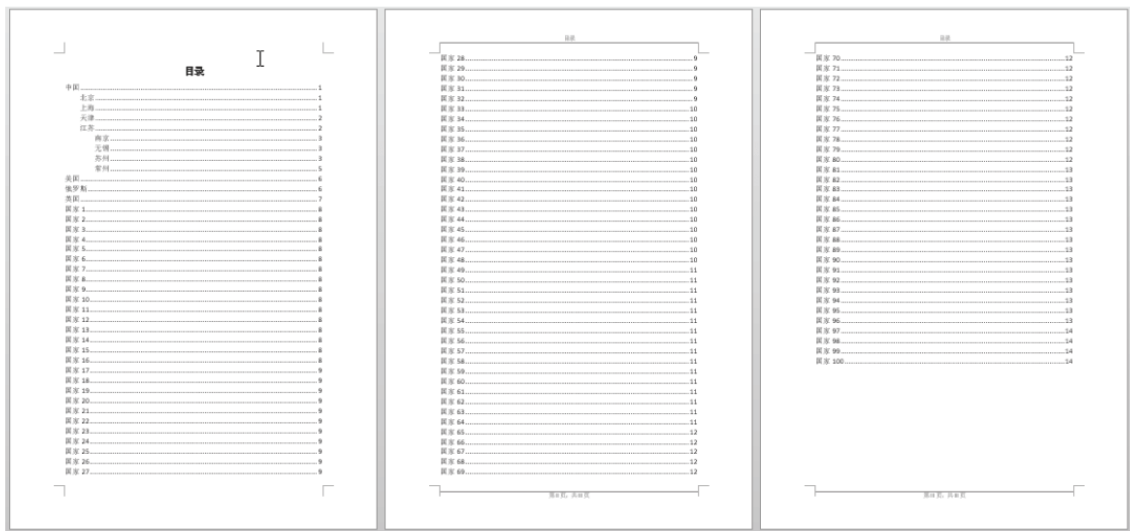 目录
中国 1
北京 1
上海 1
天津 2
江苏 2
南京 3
无锡 3
苏州 3
常州 5
美国 6
俄罗斯 6
英国 7
国家 1 8
国家 2 8
国家 3 8
国家 4 8
国家 5 8
国家 6 8
国家 7 8
国家 8 8
国家 9 8
国家 10 8
国家 11 8
国家 12 8
国家 13 8
国家 14 8
国家 15 8
国家 16 8
国家 17 9
国家 18 9
国家 19 9
国家 20 9
国家 21 9
国家 22 9
国家 23 9
国家 24 9
国家 25 9
国家 26 9
国家 27 9
目录
国家 28 9
国家 29 9
国家 30 9
国家 31 9
国家 32 9
国家 33 10
国家 34 10
国家 35 10
国家 36 10
国家 37 10
国家 38 10
国家 39 10
国家 40 10
国家 41 10
国家 42 10
国家 43 10
国家 44 10
国家 45 10
国家 46 10
国家 47 10
国家 48 10
国家 49 11
国家 50 11
国家 51 11
国家 52 11
国家 53 11
国家 54 11
国家 55 11
国家 56 11
国家 57 11
国家 58 11
国家 59 11
国家 60 11
国家 61 11
国家 62 11
国家 63 11
国家 64 11
国家 65 12
国家 66 12
国家 67 12
国家 68 12
国家 69 12
目录
国家 70 12
国家 71 12
国家 72 12
国家 73 12
国家 74 12
国家 75 12
国家 76 12
国家 77 12
国家 78 12
国家 79 12
国家 80 12
国家 81 13
国家 82 13
国家 83 13
国家 84 13
国家 85 13
国家 86 13
国家 87 13
国家 88 13
国家 89 13
国家 90 13
国家 91 13
国家 92 13
国家 93 13
国家 94 13
国家 95 13
国家 96 13
国家 97 14
国家 98 14
国家 99 14
国家 100 14